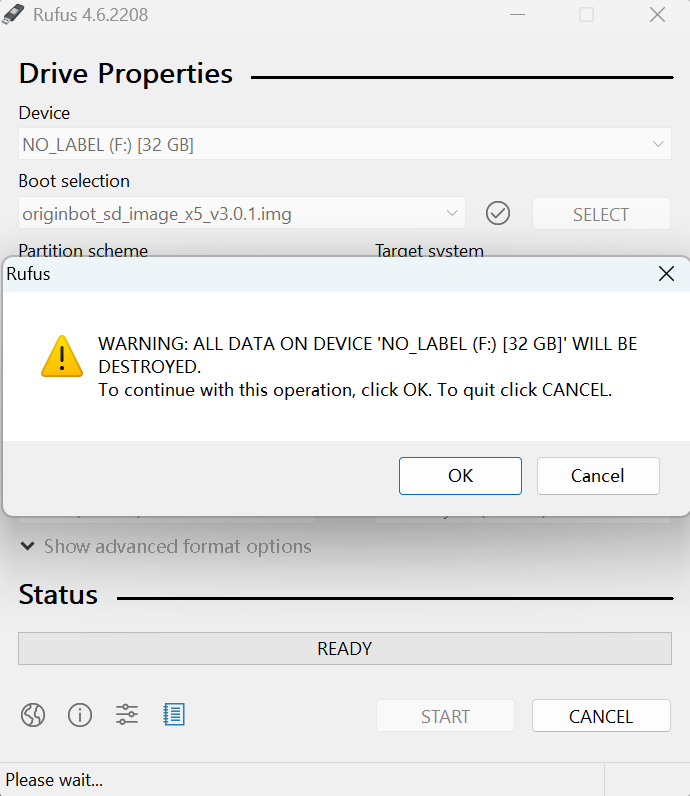 Rufus 4.6.2208
Drive Properties
Device
NO_LABEL (F:) [32 GB]
Boot selection
originbot_sd_image_x5_v3.0.1.img
SELECT
Partition scheme
Target system
Rufus
WARNING: ALL DATA ON DEVICE 'NO_LABEL (F:) [32 GB]' WILL BE
DESTROYED.
To continue with this operation, click OK. To quit click CANCEL.
OK
Cancel
Show advanced format options
Status
READY
START
CANCEL
Please wait...